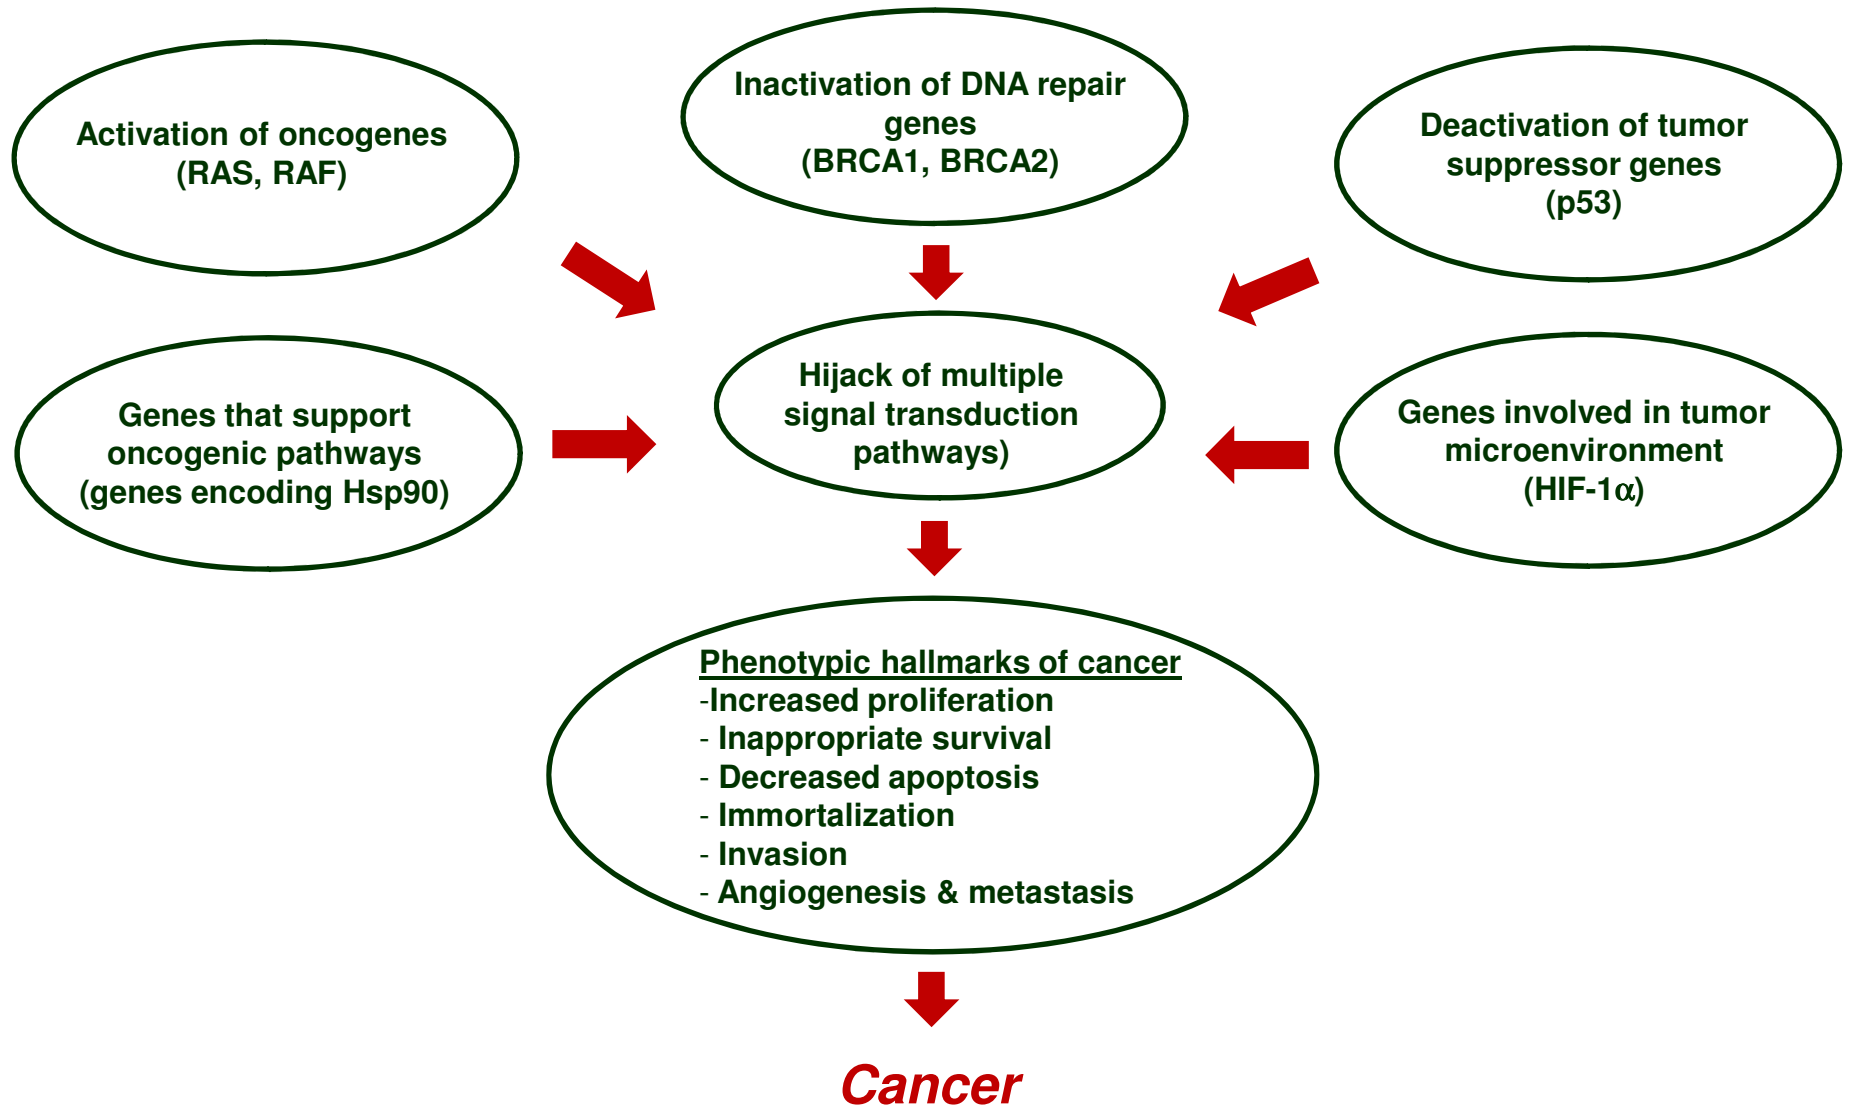 Activation of oncogenes
(RAS, RAF)
Inactivation of DNA repair
genes
(BRCA1, BRCA2)
Deactivation of tumor
suppressor genes
(p53)
Genes that support
oncogenic pathways
(genes encoding Hsp90)
Hijack of multiple
signal transduction
pathways)
Genes involved in tumor
microenvironment
(HIF-1α)
Phenotypic hallmarks of cancer
-Increased proliferation
- Inappropriate survival
- Decreased apoptosis
- Immortalization
- Invasion
- Angiogenesis & metastasis
Cancer